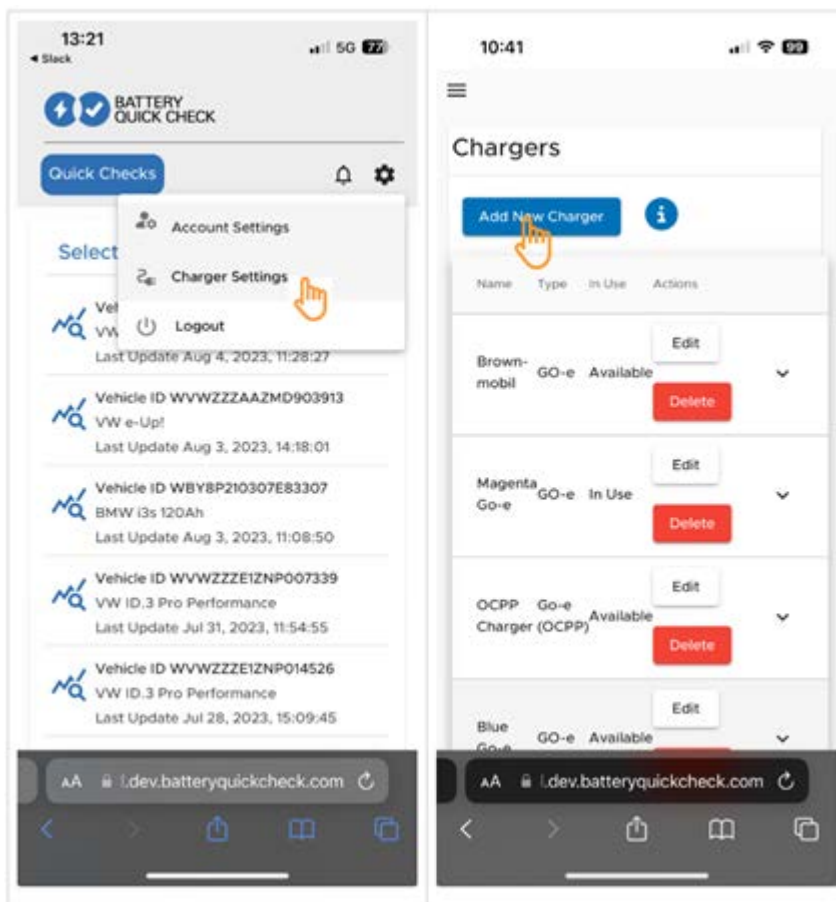 13:21
5G 77
◄ Slack
BATTERY
QUICK CHECK
Quick Checks
Account Settings
Select
Charger Settings
Logout
Last Update Aug 4, 2023, 11:28:27
Vehicle ID WVWZZZAAZMD903913
VW e-Up!
Last Update Aug 3, 2023, 14:18:01
Vehicle ID WBY8P210307E83307
BMW i3s 120Ah
Last Update Aug 3, 2023, 11:08:50
Vehicle ID WVWZZZE1ZNP007339
VW ID.3 Pro Performance
Last Update Jul 31, 2023, 11:54:55
Vehicle ID WVWZZZE1ZNP014526
VW ID.3 Pro Performance
Last Update Jul 28, 2023, 15:09:45
AA l.dev.batteryquickcheck.com
10:41
99
Chargers
Add New Charger i
Name Type In Use Actions
Edit
Brown-
mobil GO-e Available
Delete
Edit
Magenta
Go-e GO-e In Use
Delete
Edit
OCPP Go-e
Charger (OCPP) Available
Delete
Edit
Blue
Go-e GO-e Available
AA l.dev.batteryquickcheck.com